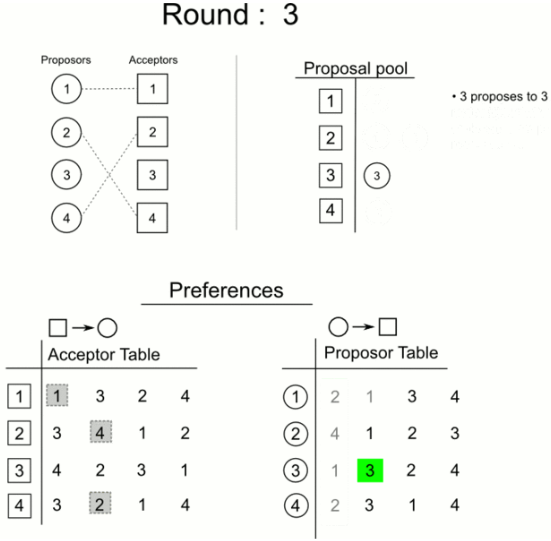 Round : 3
Proposors Acceptors
1 1
2 2
3 3
4 4
Proposal pool
1
2
3 3
4
• 3 proposes to 3
Preferences
Acceptor Table
1 1 3 2 4
2 3 4 1 2
3 4 2 3 1
4 3 2 1 4
Proposor Table
1 2 1 3 4
2 4 1 2 3
3 1 3 2 4
4 2 3 1 4